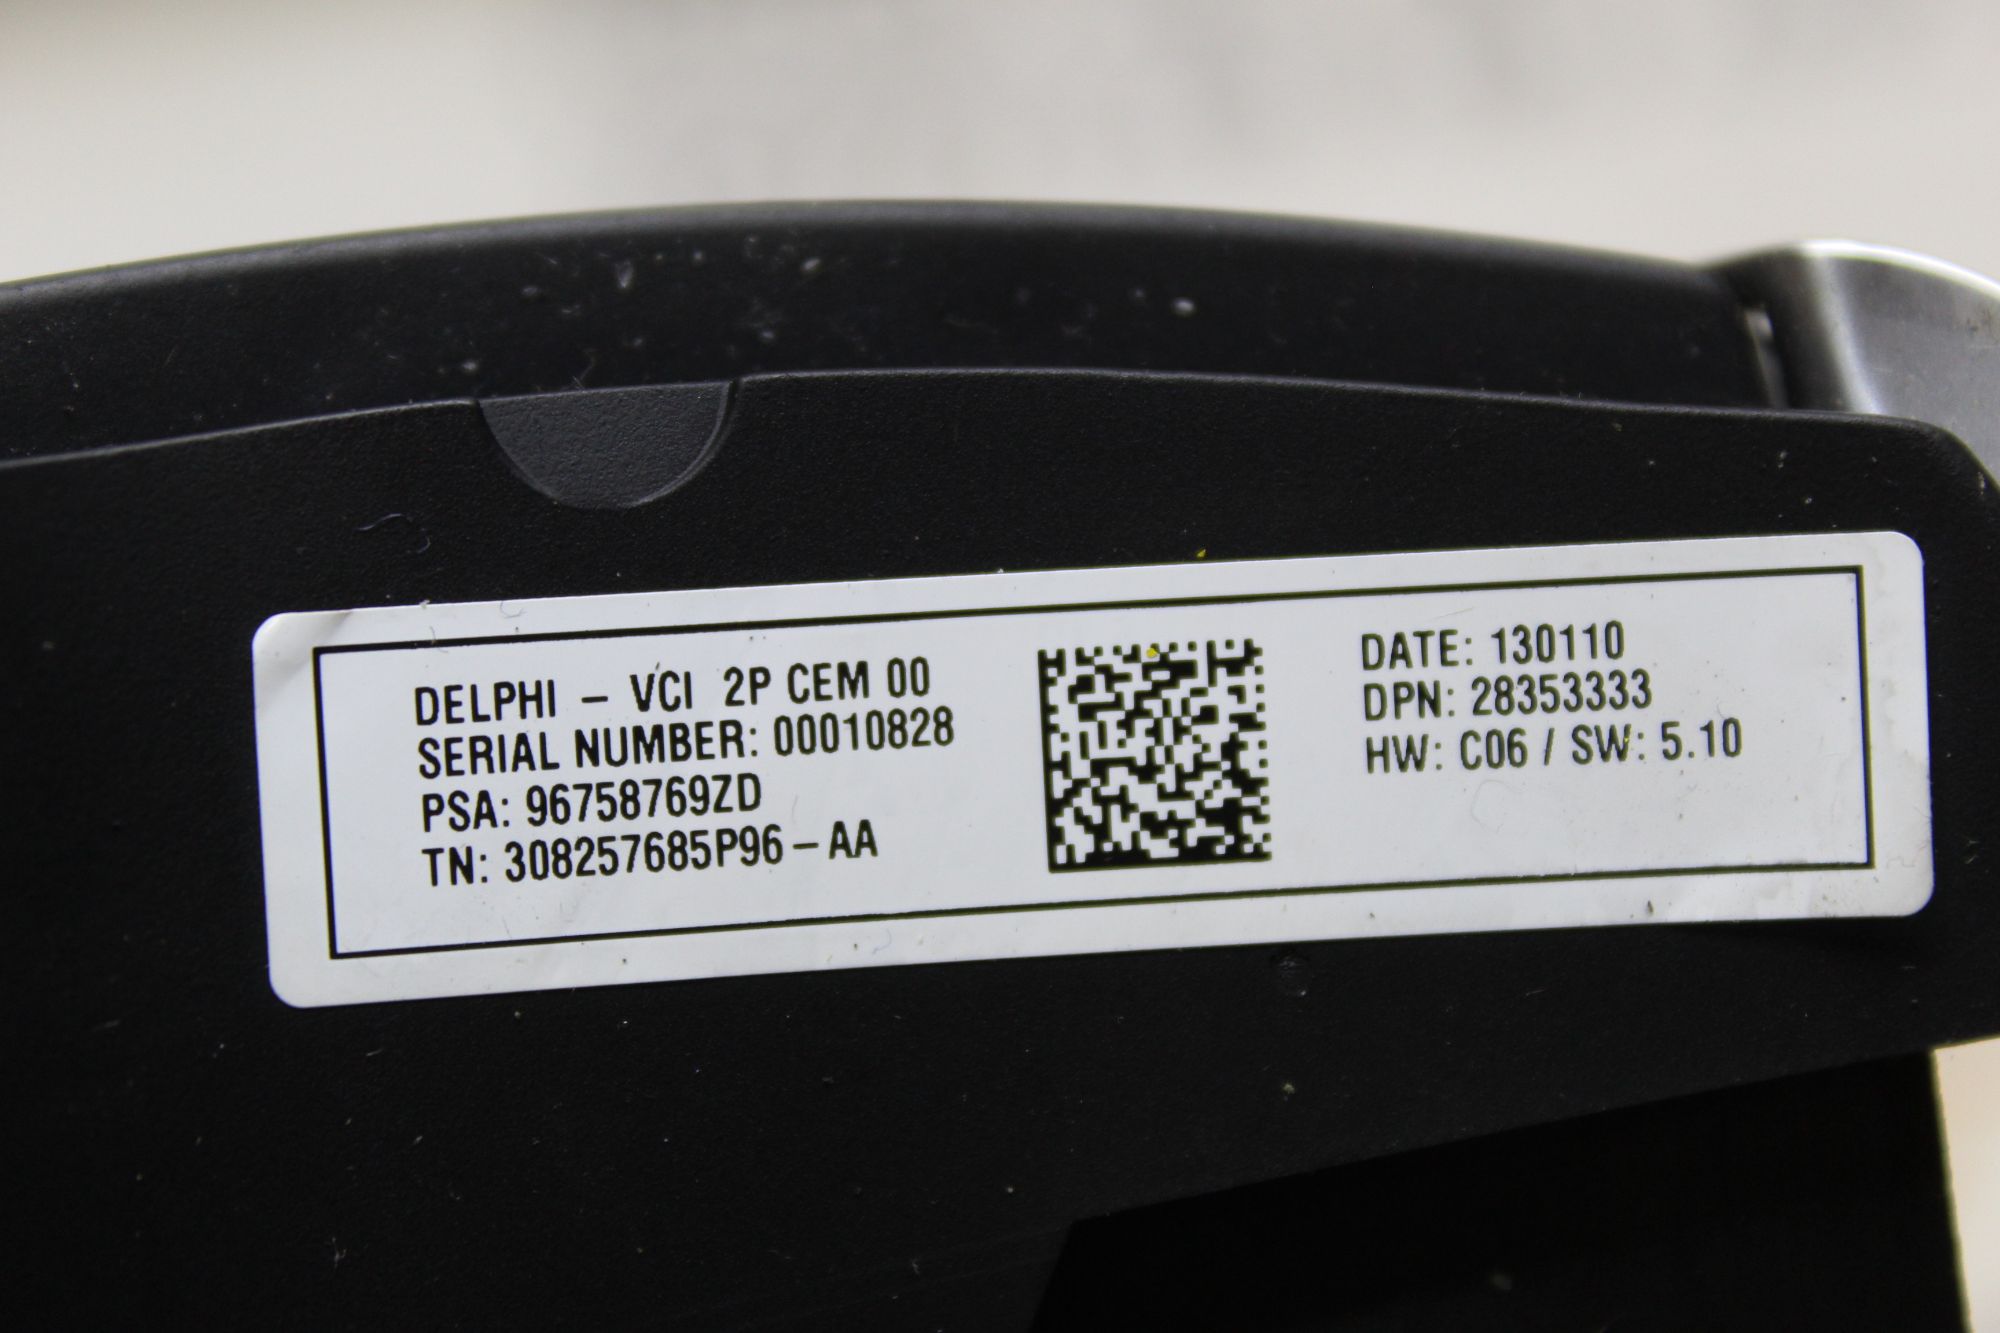 DELPHI – VCI 2P CEM 00
SERIAL NUMBER: 00010828
PSA: 96758769ZD
TN: 308257685P96–AA
DATE: 130110
DPN: 28353333
HW: C06 / SW: 5.10